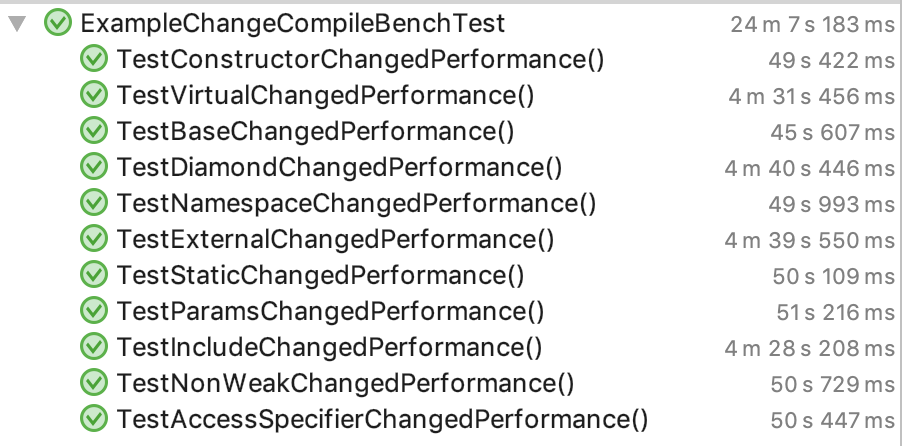 ExampleChangeCompileBenchTest 24 m 7 s 183 ms
TestConstructorChangedPerformance() 49 s 422 ms
TestVirtualChangedPerformance() 4 m 31 s 456 ms
TestBaseChangedPerformance() 45 s 607 ms
TestDiamondChangedPerformance() 4 m 40 s 446 ms
TestNamespaceChangedPerformance() 49 s 993 ms
TestExternalChangedPerformance() 4 m 39 s 550 ms
TestStaticChangedPerformance() 50 s 109 ms
TestParamsChangedPerformance() 51 s 216 ms
TestIncludeChangedPerformance() 4 m 28 s 208 ms
TestNonWeakChangedPerformance() 50 s 729 ms
TestAccessSpecifierChangedPerformance() 50 s 447 ms